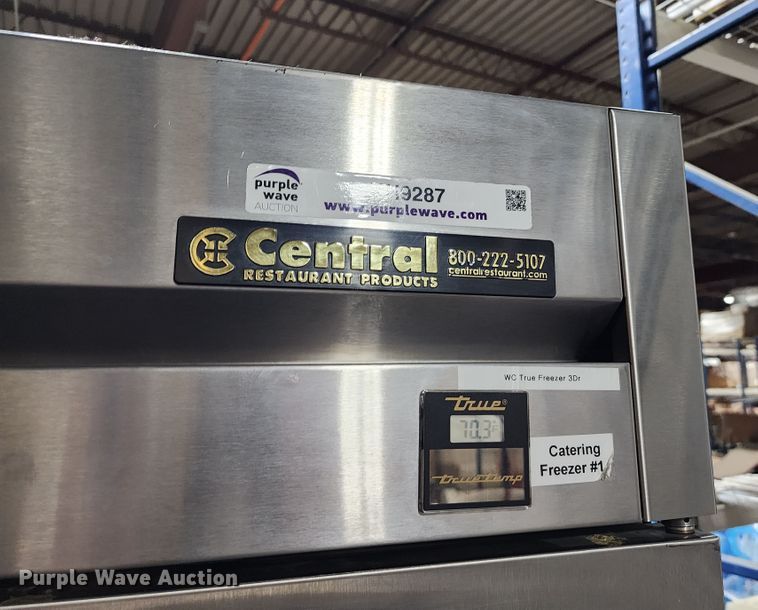 purple
wave
AUCTION
9287
www.purplewave.com
Central
RESTAURANT PRODUCTS
800-222-5107
centralrestaurant.com
WC True Freezer 3Dr
true®
70.3°F
truetemp
Catering
Freezer #1
Purple Wave Auction